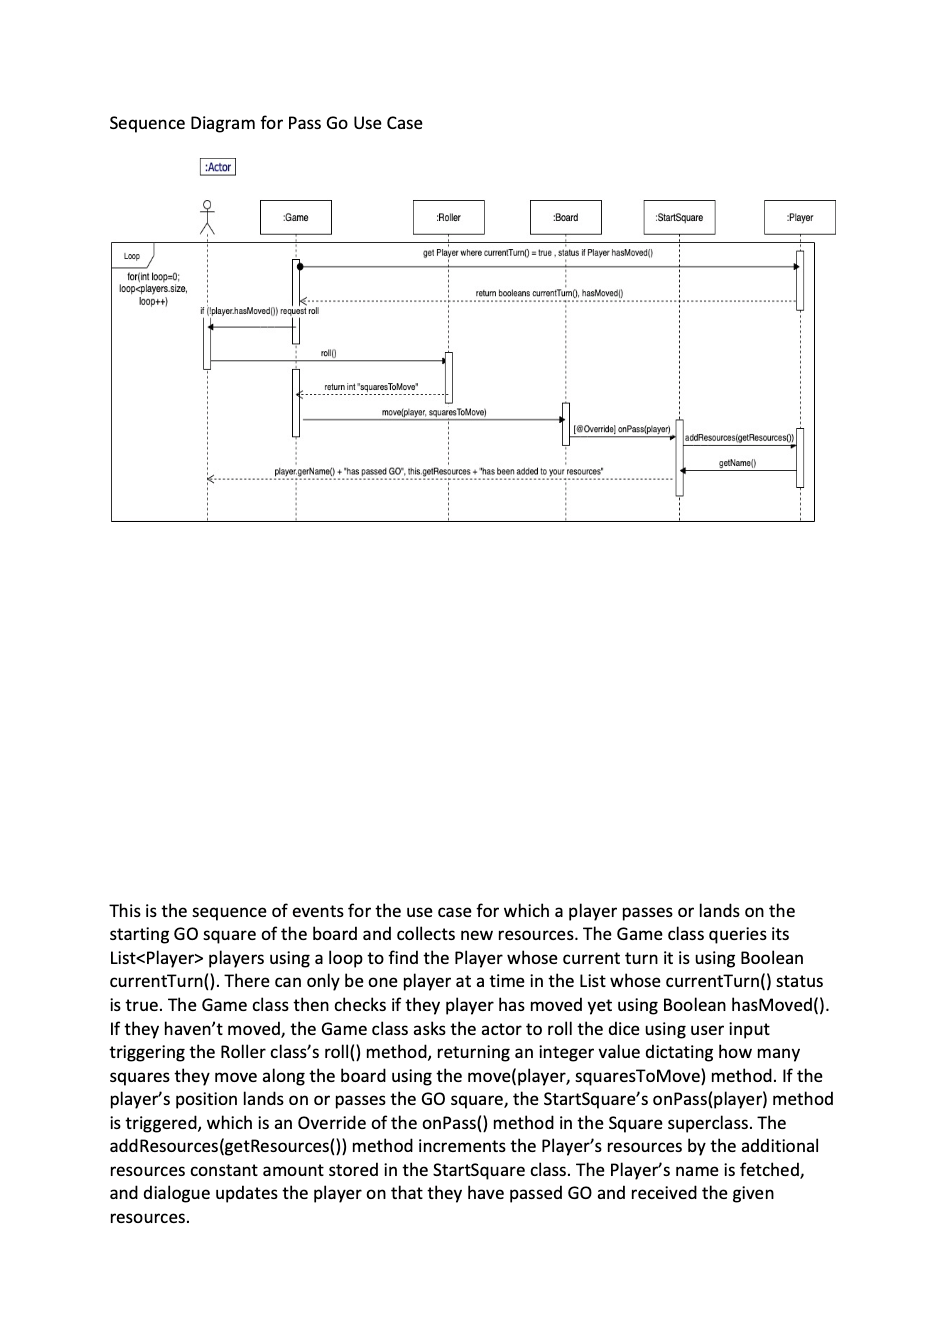 Sequence Diagram for Pass Go Use Case
:Actor
:Game
:Roller
:Board
:StartSquare
:Player
Loop
for(int loop=0;
loop<players.size,
loop++)
get Player where currentTurn() = true , status if Player hasMoved()
return booleans currentTurn(), hasMoved()
if (!player.hasMoved()) request roll
roll()
return int "squaresToMove"
move(player, squaresToMove)
[@Override] onPass(player)
addResources(getResources())
getName()
player.gerName() + "has passed GO", this.getResources + "has been added to your resources"
This is the sequence of events for the use case for which a player passes or lands on the
starting GO square of the board and collects new resources. The Game class queries its
List<Player> players using a loop to find the Player whose current turn it is using Boolean
currentTurn(). There can only be one player at a time in the List whose currentTurn() status
is true. The Game class then checks if they player has moved yet using Boolean hasMoved().
If they haven’t moved, the Game class asks the actor to roll the dice using user input
triggering the Roller class’s roll() method, returning an integer value dictating how many
squares they move along the board using the move(player, squaresToMove) method. If the
player’s position lands on or passes the GO square, the StartSquare’s onPass(player) method
is triggered, which is an Override of the onPass() method in the Square superclass. The
addResources(getResources()) method increments the Player’s resources by the additional
resources constant amount stored in the StartSquare class. The Player’s name is fetched,
and dialogue updates the player on that they have passed GO and received the given
resources.